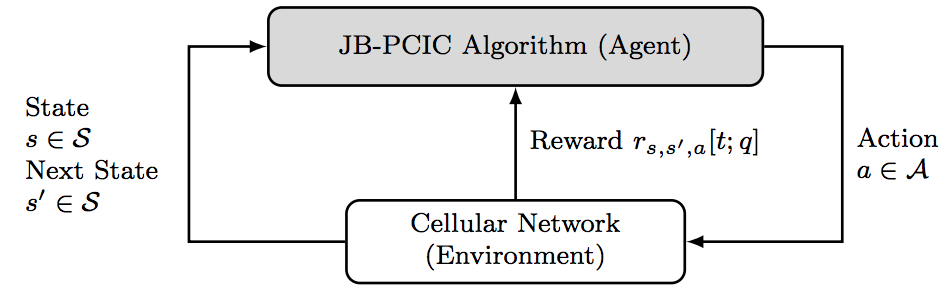 JB-PCIC Algorithm (Agent)
State
s ∈ 𝒮
Next State
s′ ∈ 𝒮
Reward r_{s,s′,a}[t; q]
Action
a ∈ 𝒜
Cellular Network
(Environment)